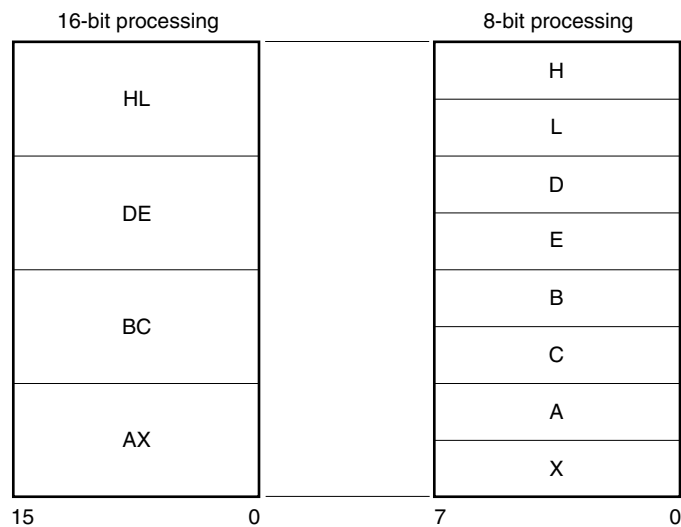 16-bit processing
8-bit processing
HL
DE
BC
AX
H
L
D
E
B
C
A
X
15 0
7 0